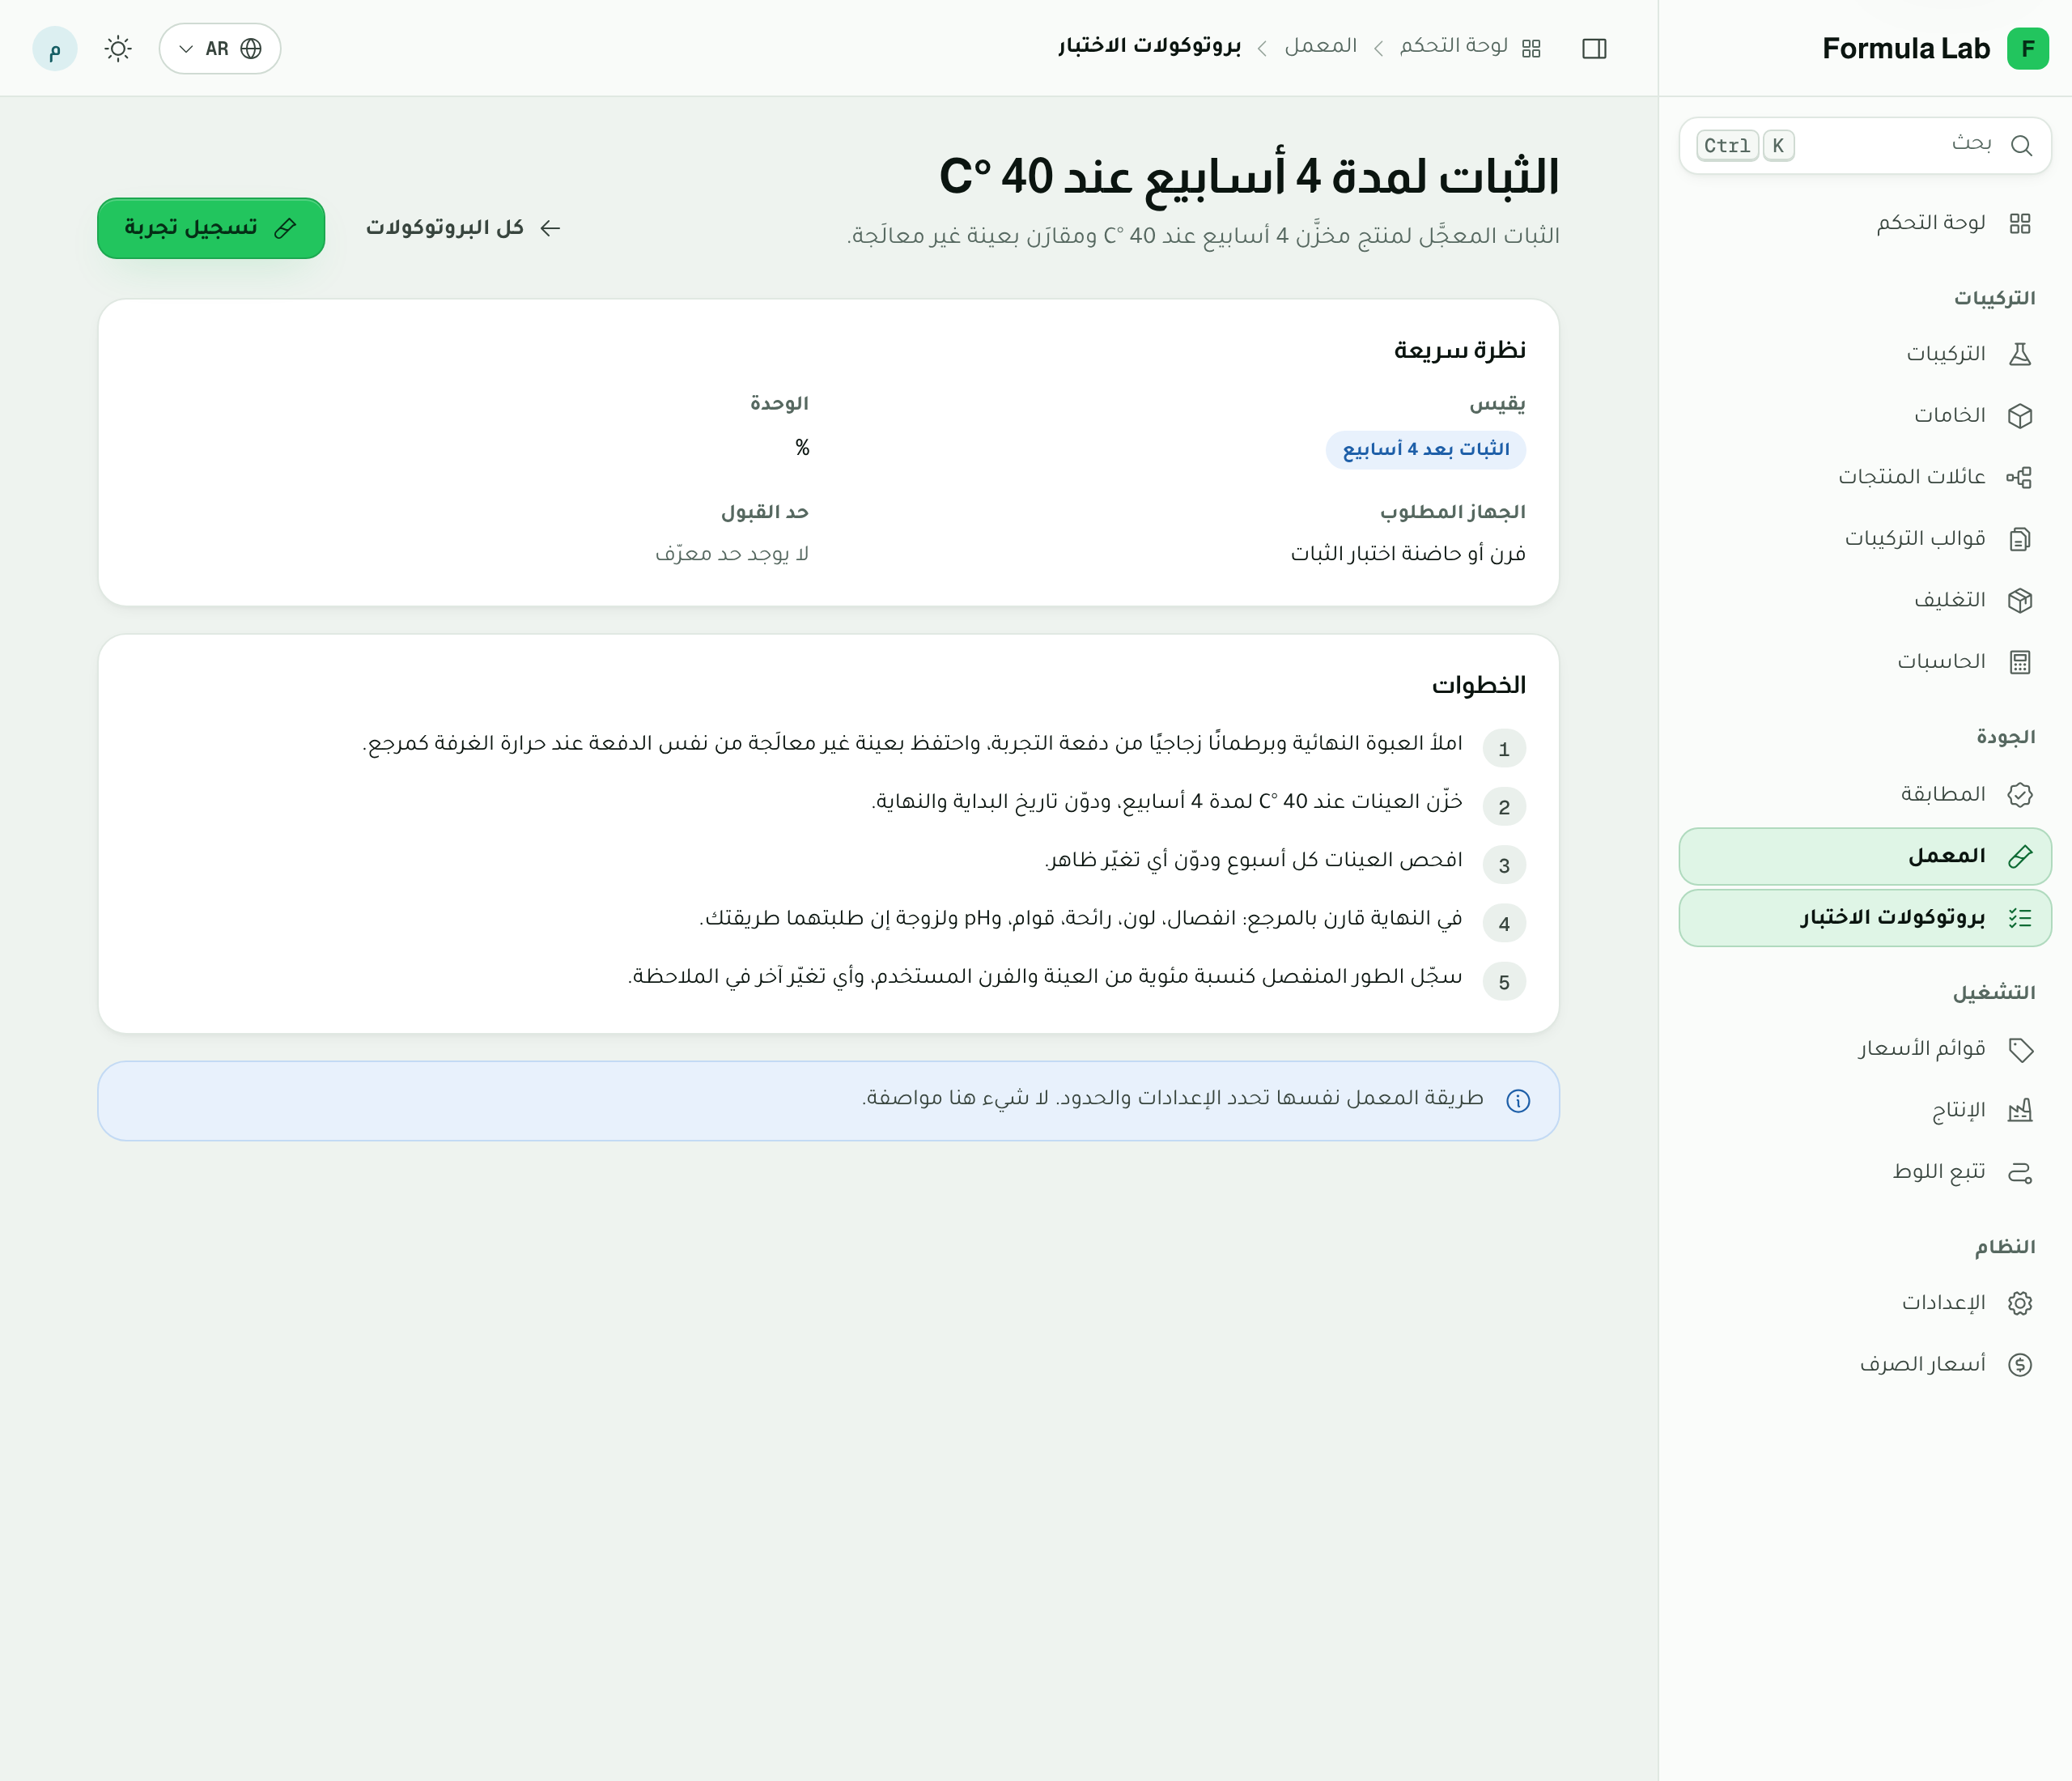 F Formula Lab
لوحة التحكم
المعمل
بروتوكولات الاختبار
AR
م
بحث
Ctrl K
لوحة التحكم
التركيبات
التركيبات
الخامات
عائلات المنتجات
قوالب التركيبات
التغليف
الحاسبات
الجودة
المطابقة
المعمل
بروتوكولات الاختبار
التشغيل
قوائم الأسعار
الإنتاج
تتبع اللوط
النظام
الإعدادات
أسعار الصرف
الثبات لمدة 4 أسابيع عند 40 °C
الثبات المعجَّل لمنتج مخزَّن 4 أسابيع عند 40 °C ومقارَن بعينة غير معالَجة.
كل البروتوكولات
تسجيل تجربة
نظرة سريعة
يقيس
الثبات بعد 4 أسابيع
الوحدة
%
الجهاز المطلوب
فرن أو حاضنة اختبار الثبات
حد القبول
لا يوجد حد معرّف
الخطوات
1 املأ العبوة النهائية وبرطمانًا زجاجيًا من دفعة التجربة، واحتفظ بعينة غير معالَجة من نفس الدفعة عند حرارة الغرفة كمرجع.
2 خزّن العينات عند 40 °C لمدة 4 أسابيع، ودوّن تاريخ البداية والنهاية.
3 افحص العينات كل أسبوع ودوّن أي تغيّر ظاهر.
4 في النهاية قارن بالمرجع: انفصال، لون، رائحة، قوام، وpH ولزوجة إن طلبتهما طريقتك.
5 سجّل الطور المنفصل كنسبة مئوية من العينة والفرن المستخدم، وأي تغيّر آخر في الملاحظة.
طريقة المعمل نفسها تحدد الإعدادات والحدود. لا شيء هنا مواصفة.